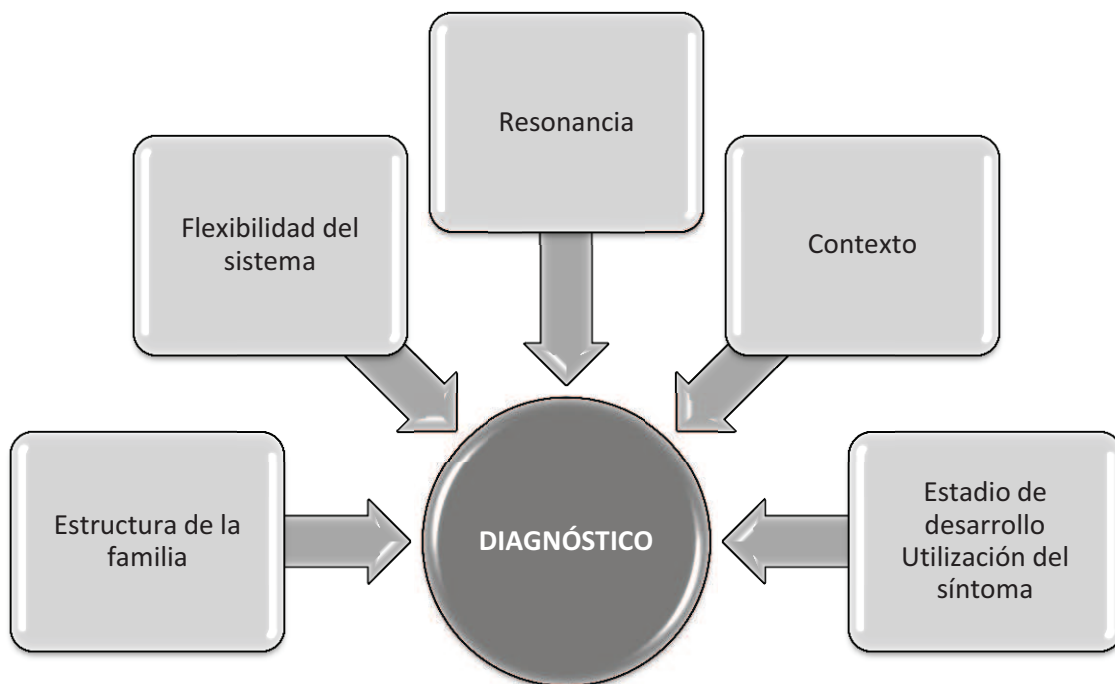 Resonancia
Flexibilidad del
sistema
Contexto
Estructura de la
familia
DIAGNÓSTICO
Estadio de
desarrollo
Utilización del
síntoma